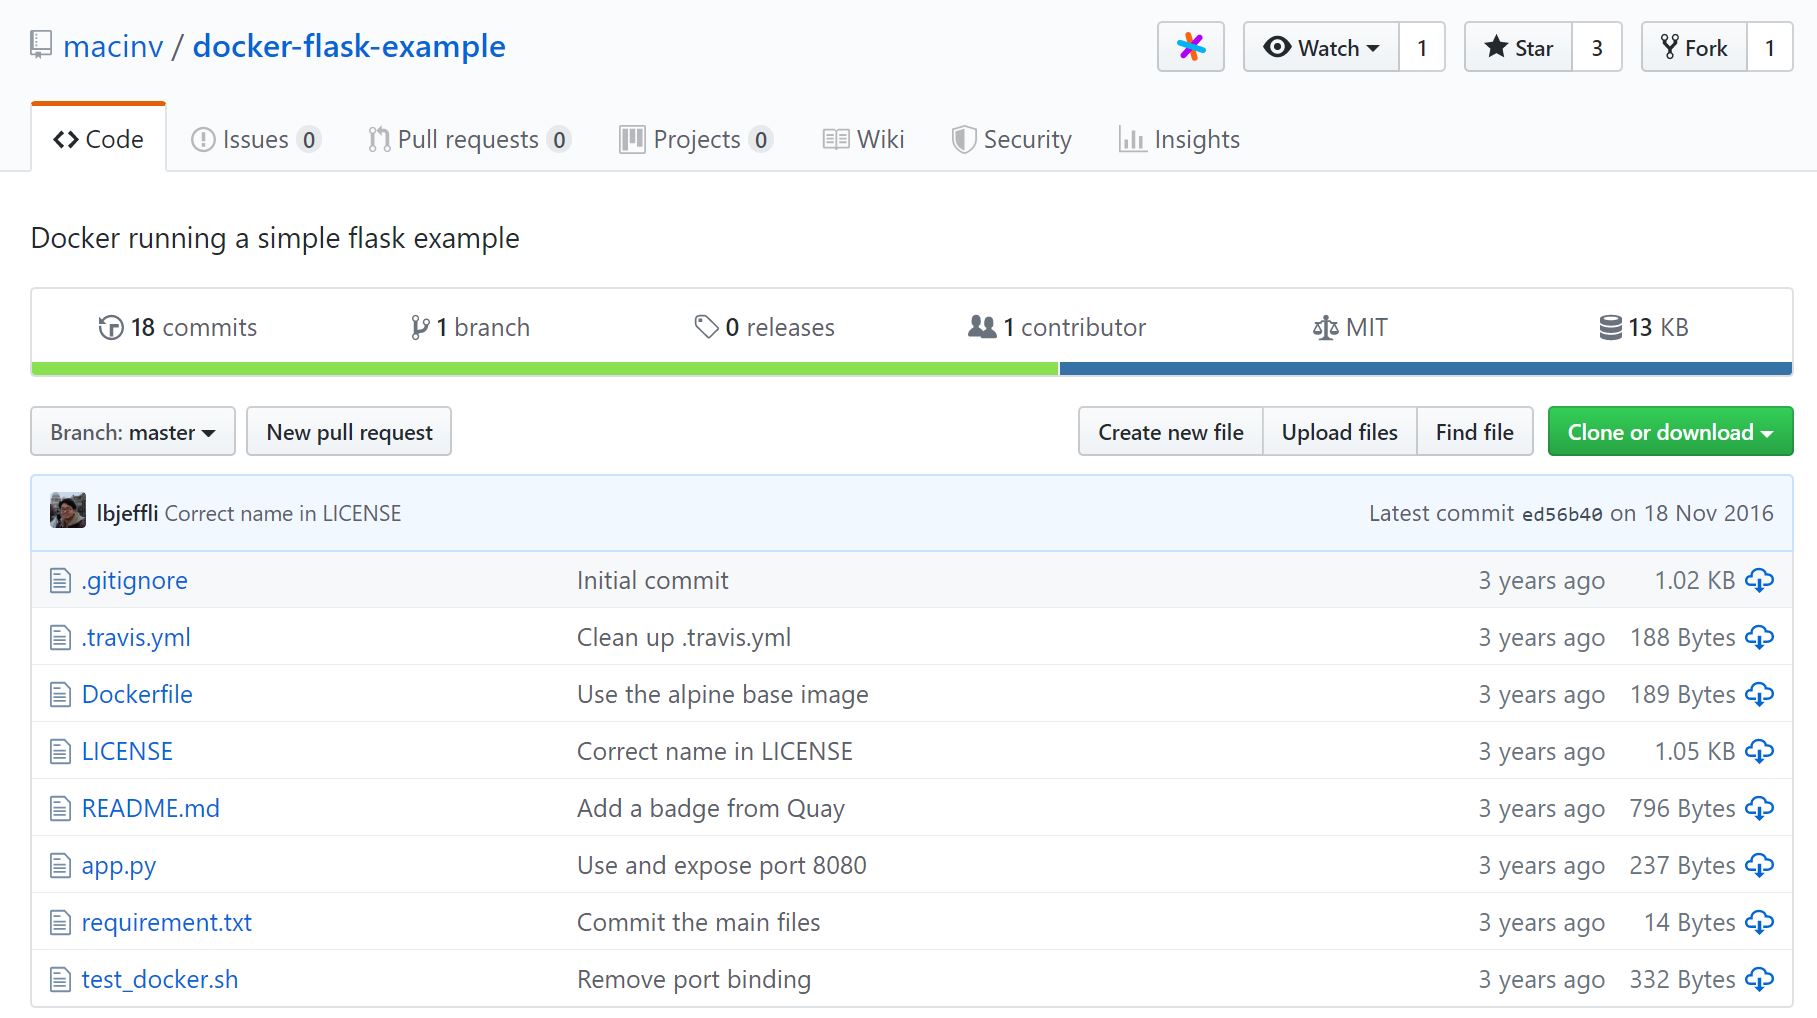 macinv / docker-flask-example Watch 1 Star 3 Fork 1
Code Issues 0 Pull requests 0 Projects 0 Wiki Security Insights
Docker running a simple flask example
18 commits 1 branch 0 releases 1 contributor MIT 13 KB
Branch: master New pull request Create new file Upload files Find file Clone or download
lbjeffli Correct name in LICENSE Latest commit ed56b40 on 18 Nov 2016
.gitignore Initial commit 3 years ago 1.02 KB
.travis.yml Clean up .travis.yml 3 years ago 188 Bytes
Dockerfile Use the alpine base image 3 years ago 189 Bytes
LICENSE Correct name in LICENSE 3 years ago 1.05 KB
README.md Add a badge from Quay 3 years ago 796 Bytes
app.py Use and expose port 8080 3 years ago 237 Bytes
requirement.txt Commit the main files 3 years ago 14 Bytes
test_docker.sh Remove port binding 3 years ago 332 Bytes